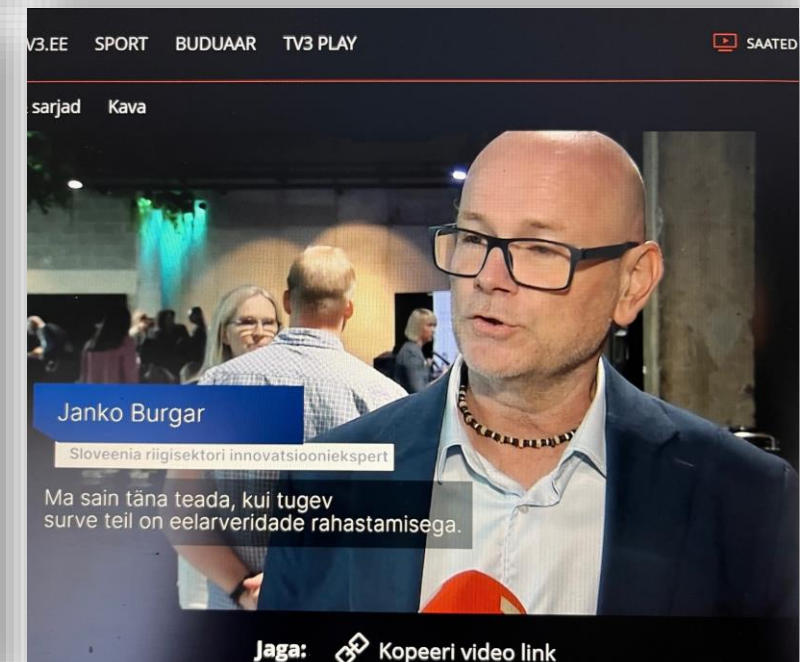 V3.EE SPORT BUDUAAR TV3 PLAY SAATED
sarjad Kava
Janko Burgar
Sloveenia riigisektori innovatsiooniekspert
Ma sain täna teada, kui tugev
surve teil on eelarveridade rahastamisega.
Jaga: Kopeeri video link